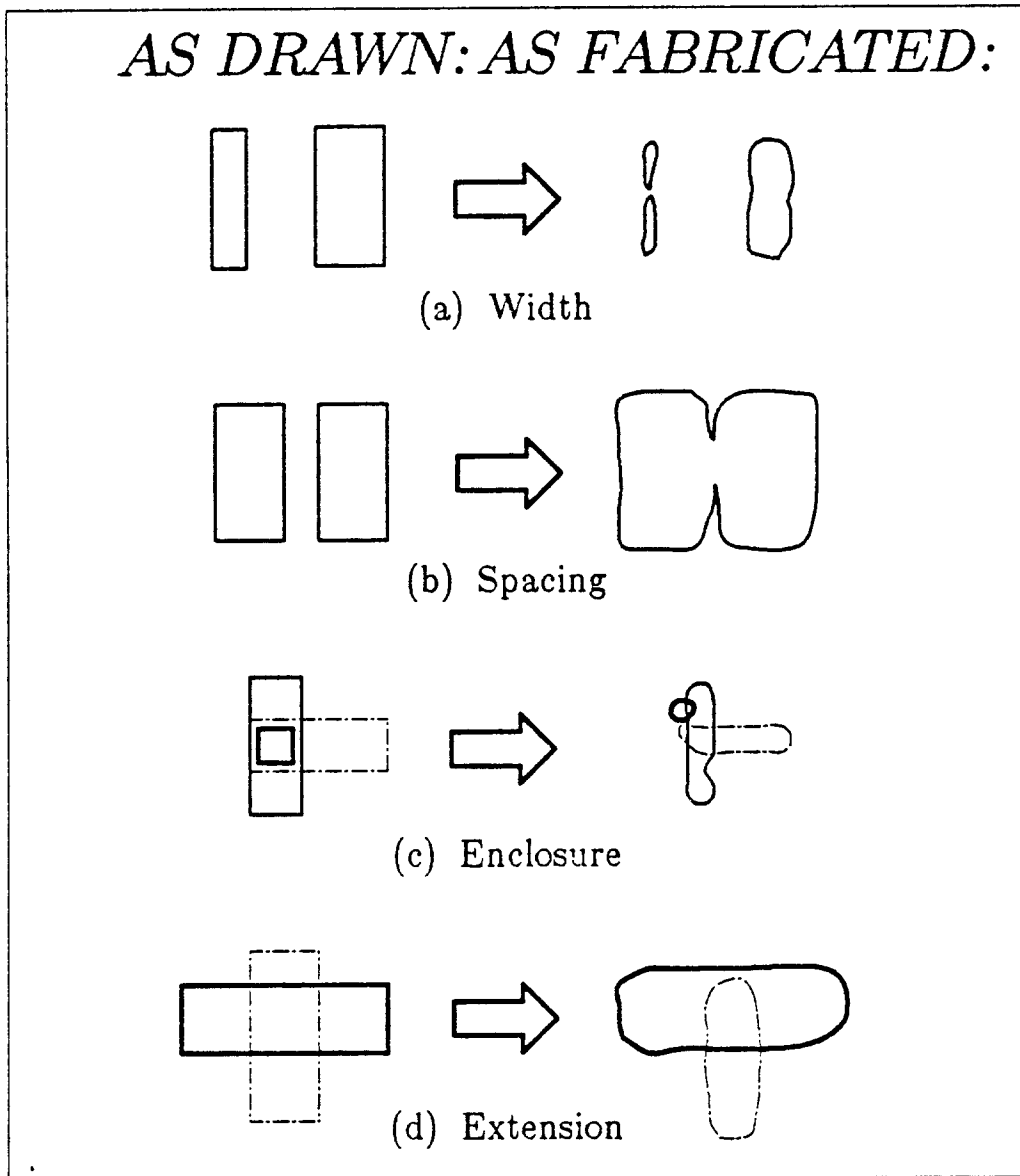 AS DRAWN: AS FABRICATED:
(a) Width
(b) Spacing
(c) Enclosure
(d) Extension